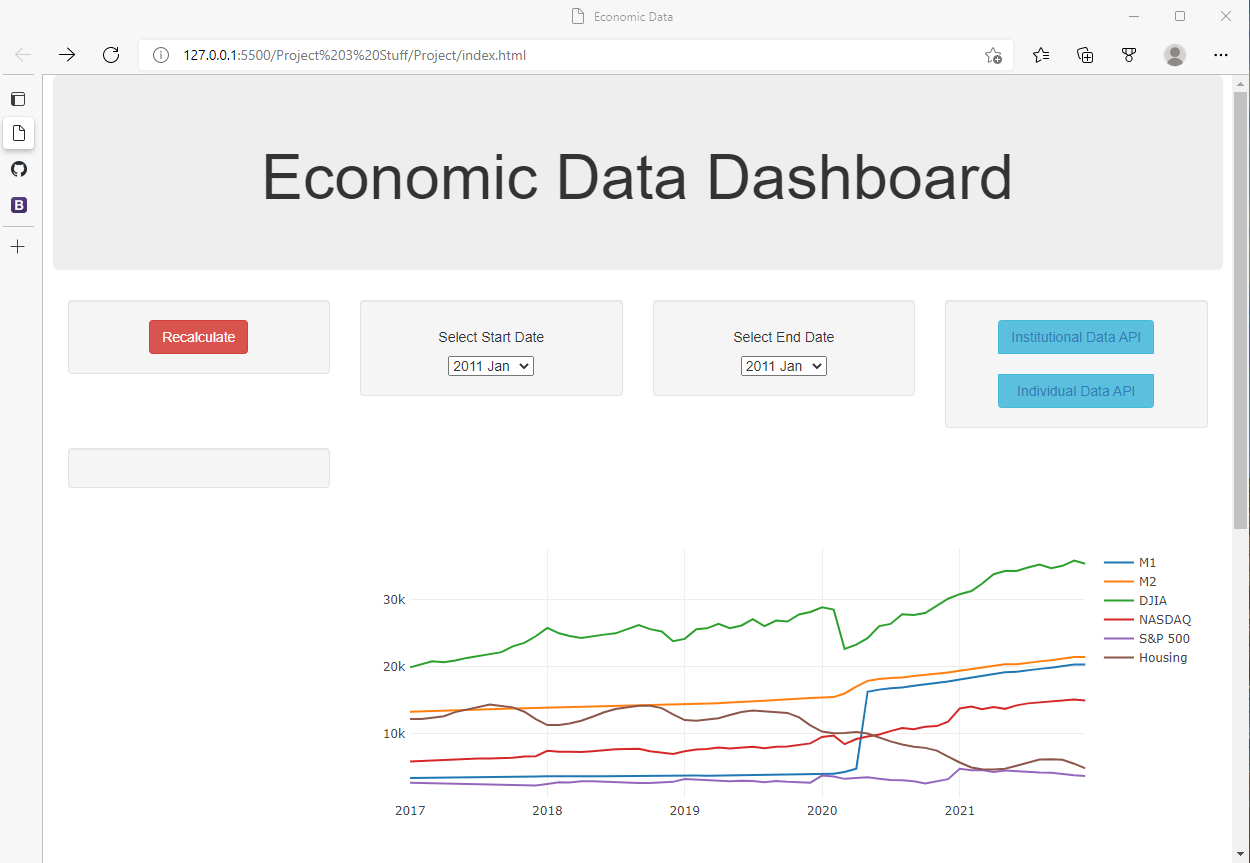 Economic Data
127.0.0.1:5500/Project%203%20Stuff/Project/index.html
B
Economic Data Dashboard
Recalculate
Select Start Date
2011 Jan
Select End Date
2011 Jan
Institutional Data API
Individual Data API
M1
M2
DJIA
NASDAQ
S&P 500
Housing
30k
20k
10k
2017 2018 2019 2020 2021